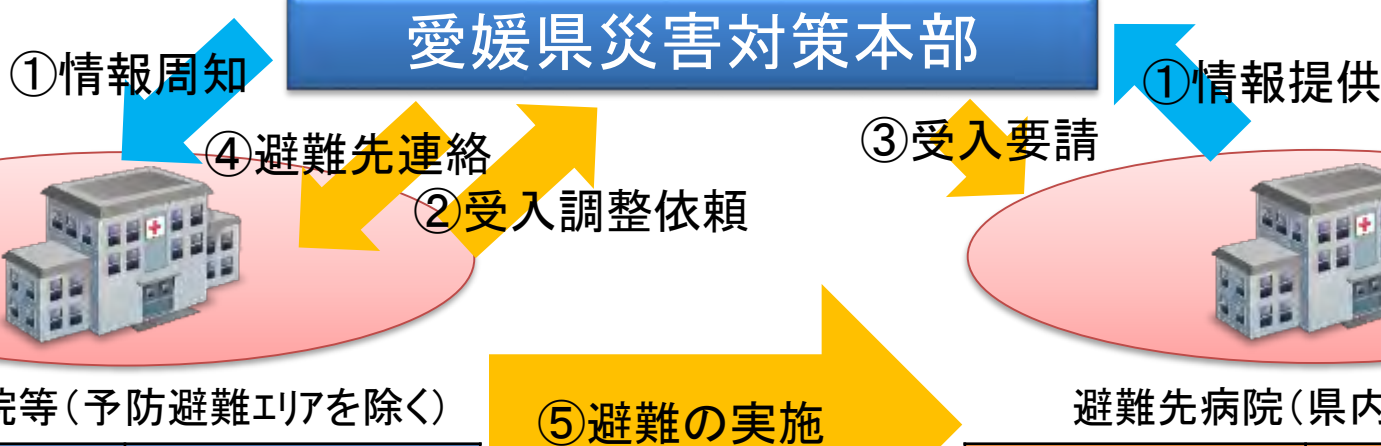 愛媛県災害対策本部
①情報周知
①情報提供
④避難先連絡
③受入要請
②受入調整依頼
院等（予防避難エリアを除く）
避難先病院（県内
⑤避難の実施